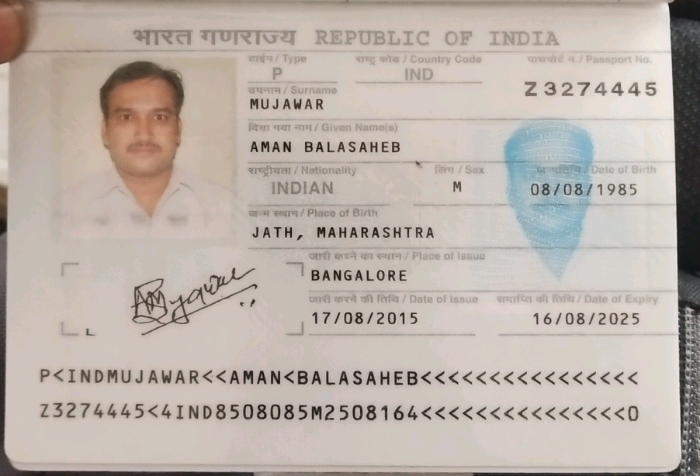 भारत गणराज्य REPUBLIC OF INDIA
टाईप / Type राष्ट्र कोड / Country Code पासपोर्ट नं. / Passport No.
P IND Z3274445
उपनाम / Surname
MUJAWAR
दिया गया नाम / Given Name(s)
AMAN BALASAHEB
राष्ट्रीयता / Nationality लिंग / Sex जन्मतिथि / Date of Birth
INDIAN M 08/08/1985
जन्म स्थान / Place of Birth
JATH, MAHARASHTRA
जारी करने का स्थान / Place of Issue
BANGALORE
जारी करने की तिथि / Date of Issue समाप्ति की तिथि / Date of Expiry
17/08/2015 16/08/2025
P<INDMUJAWAR<<AMAN<BALASAHEB<<<<<<<<<<<<<<<<
Z3274445<4IND8508085M2508164<<<<<<<<<<<<<<<0